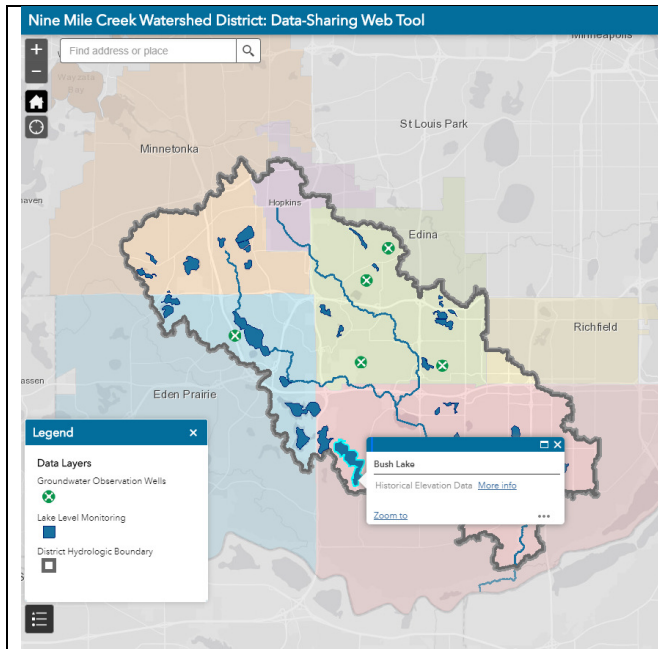 Nine Mile Creek Watershed District: Data-Sharing Web Tool
+
Find address or place
−
Minneapolis
Wayzata
Bay
St Louis Park
Minnetonka
haven
Hopkins
Edina
Richfield
assen
Eden Prairie
Legend
Data Layers
Groundwater Observation Wells
Lake Level Monitoring
District Hydrologic Boundary
Bush Lake
Historical Elevation Data More info
Zoom to